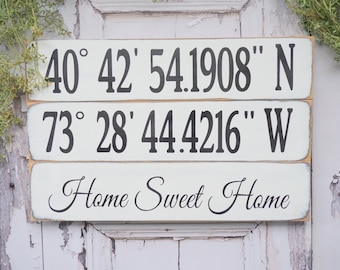 40° 42' 54.1908" N
73° 28' 44.4216" W
Home Sweet Home